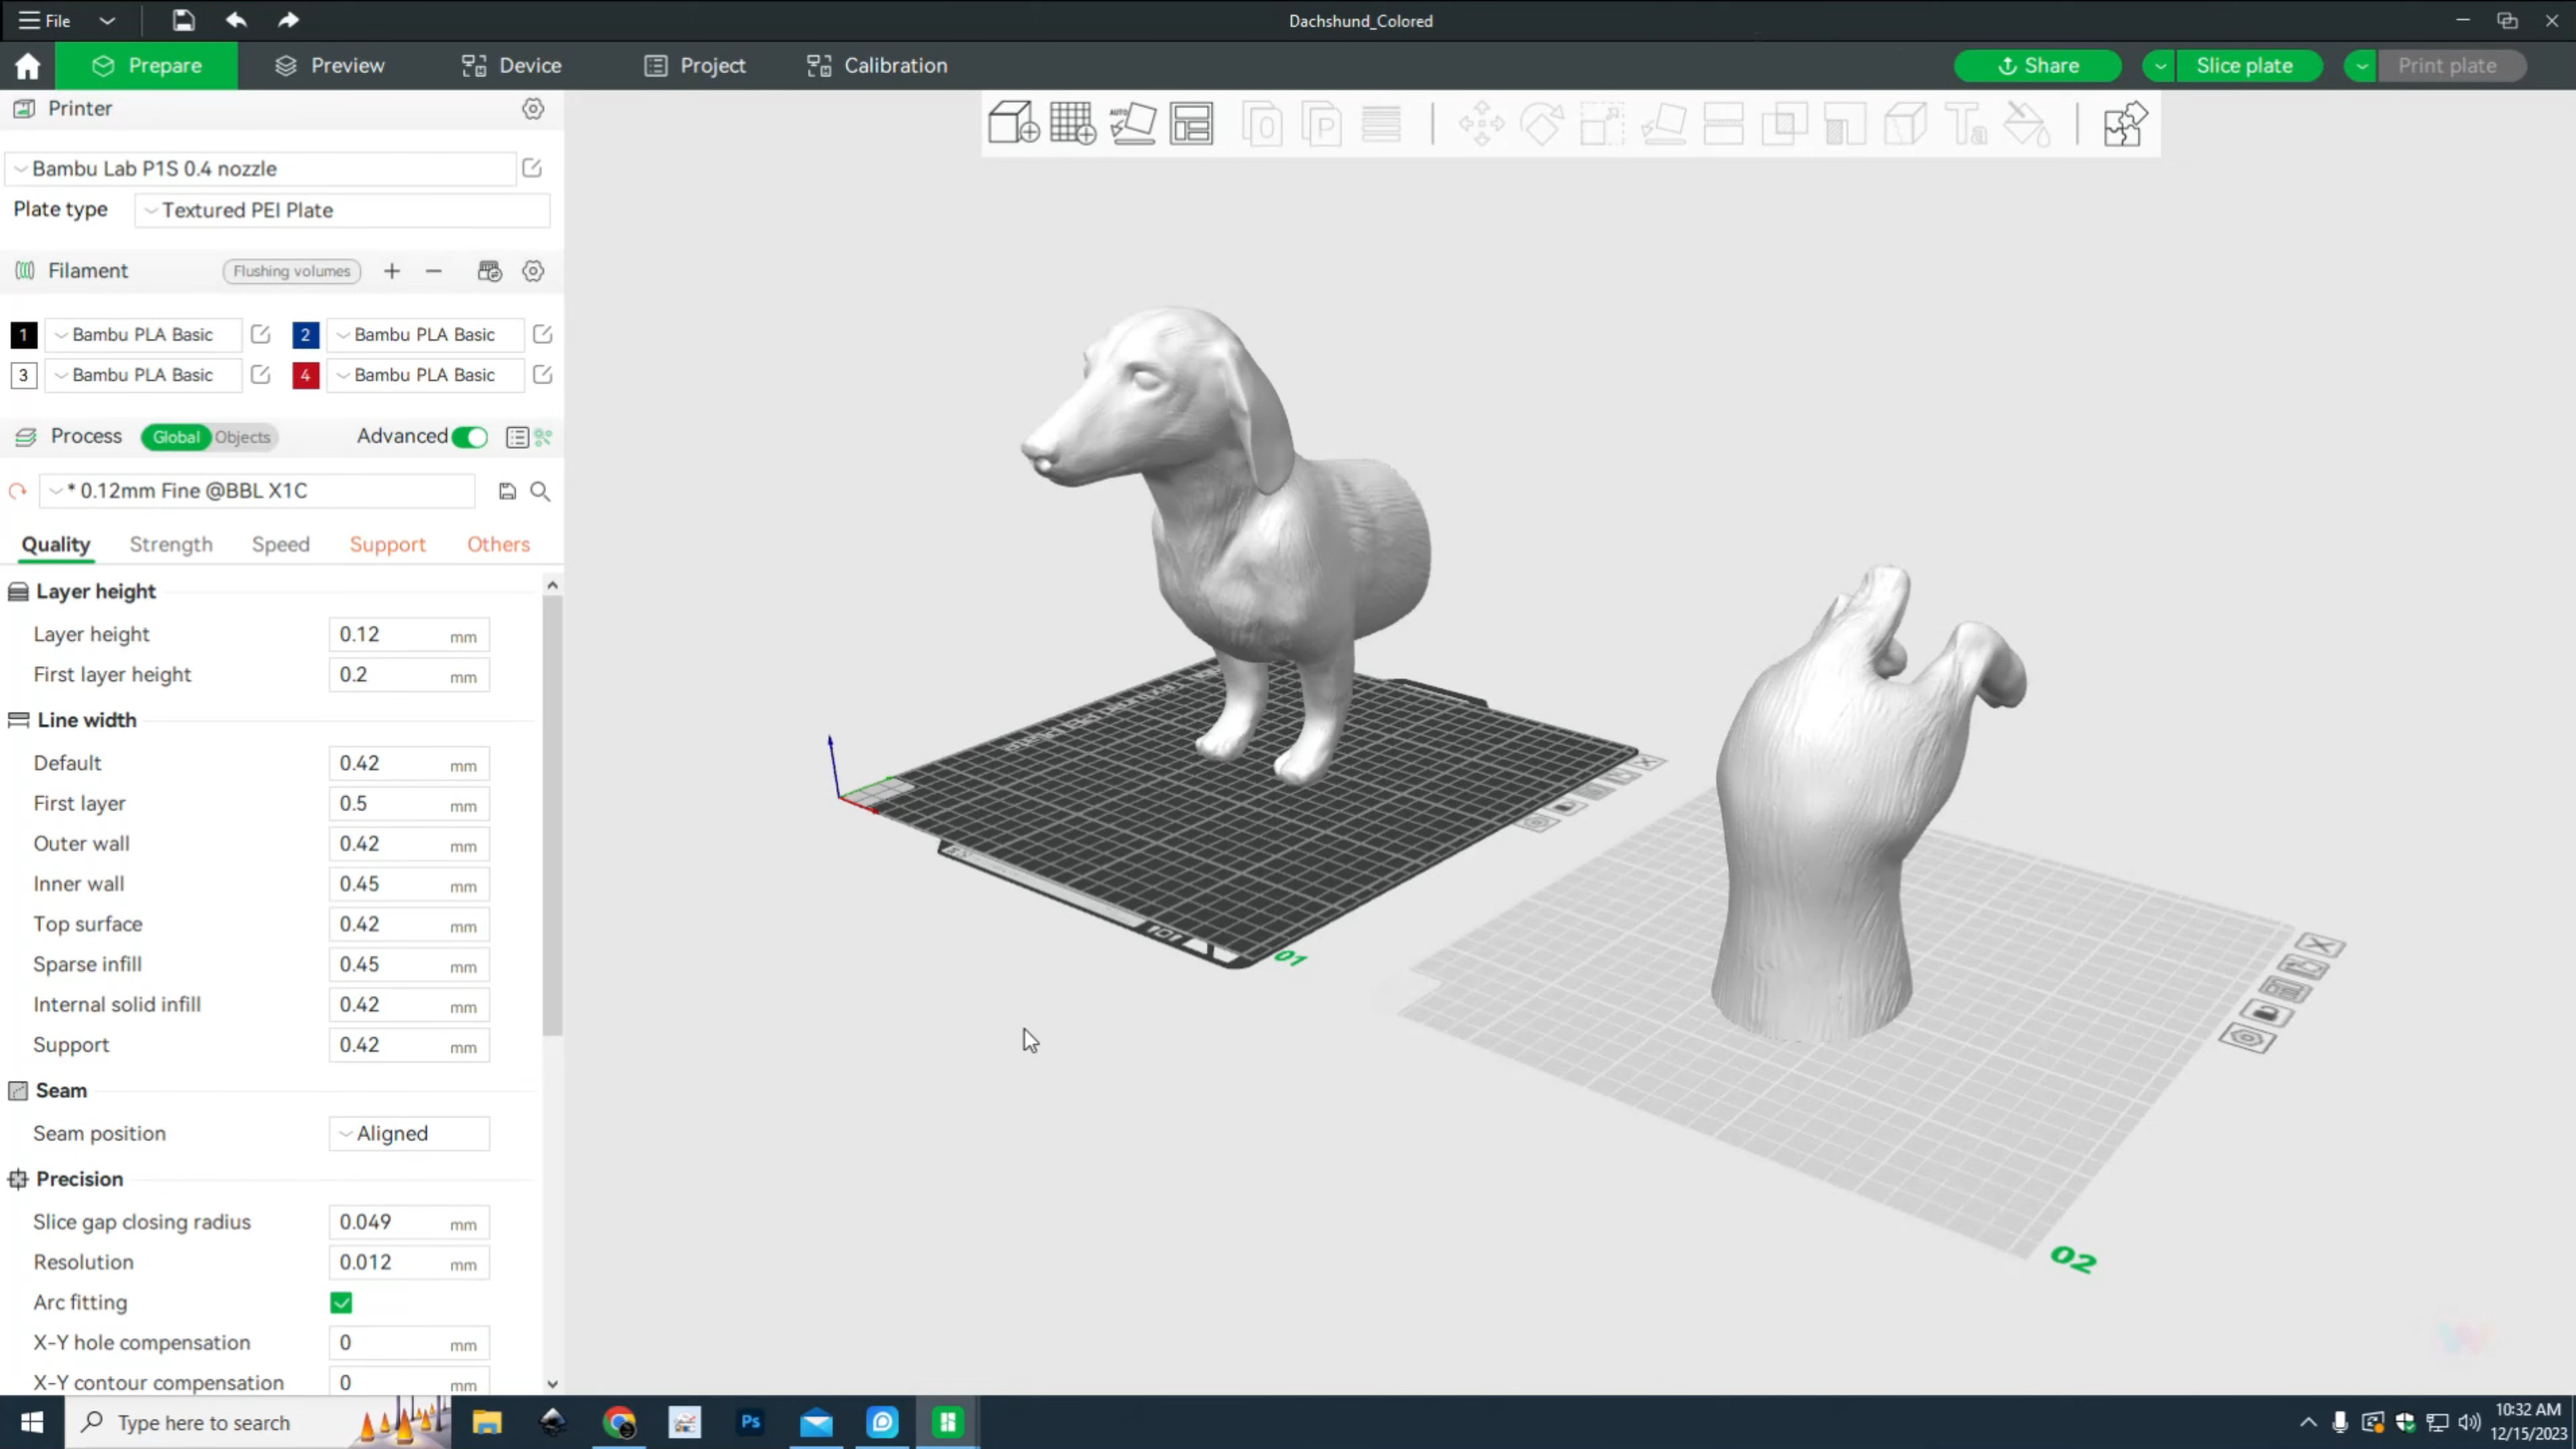 File
Dachshund_Colored
Prepare
Preview
Device
Project
Calibration
Share
Slice plate
Print plate
Printer
Bambu Lab P1S 0.4 nozzle
Plate type Textured PEI Plate
Filament Flushing volumes
1 Bambu PLA Basic 2 Bambu PLA Basic
3 Bambu PLA Basic 4 Bambu PLA Basic
Process Global Objects Advanced
* 0.12mm Fine @BBL X1C
Quality Strength Speed Support Others
Layer height
Layer height 0.12 mm
First layer height 0.2 mm
Line width
Default 0.42 mm
First layer 0.5 mm
Outer wall 0.42 mm
Inner wall 0.45 mm
Top surface 0.42 mm
Sparse infill 0.45 mm
Internal solid infill 0.42 mm
Support 0.42 mm
Seam
Seam position Aligned
Precision
Slice gap closing radius 0.049 mm
Resolution 0.012 mm
Arc fitting
X-Y hole compensation 0 mm
X-Y contour compensation 0 mm
AUTO
O
P
Ta
01
02
Type here to search
Ps
10:32 AM
12/15/2023